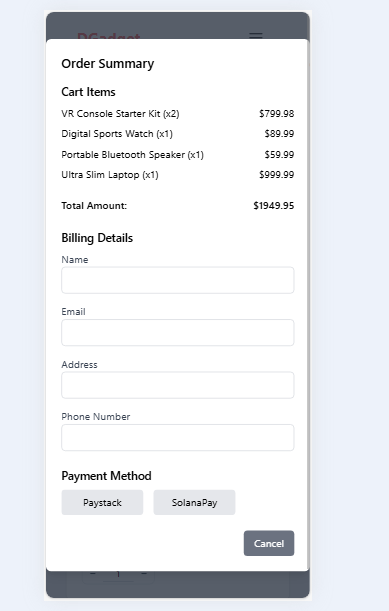 DGadget
Order Summary
Cart Items
VR Console Starter Kit (x2) $799.98
Digital Sports Watch (x1) $89.99
Portable Bluetooth Speaker (x1) $59.99
Ultra Slim Laptop (x1) $999.99
Total Amount: $1949.95
Billing Details
Name
Email
Address
Phone Number
Payment Method
Paystack SolanaPay
Cancel